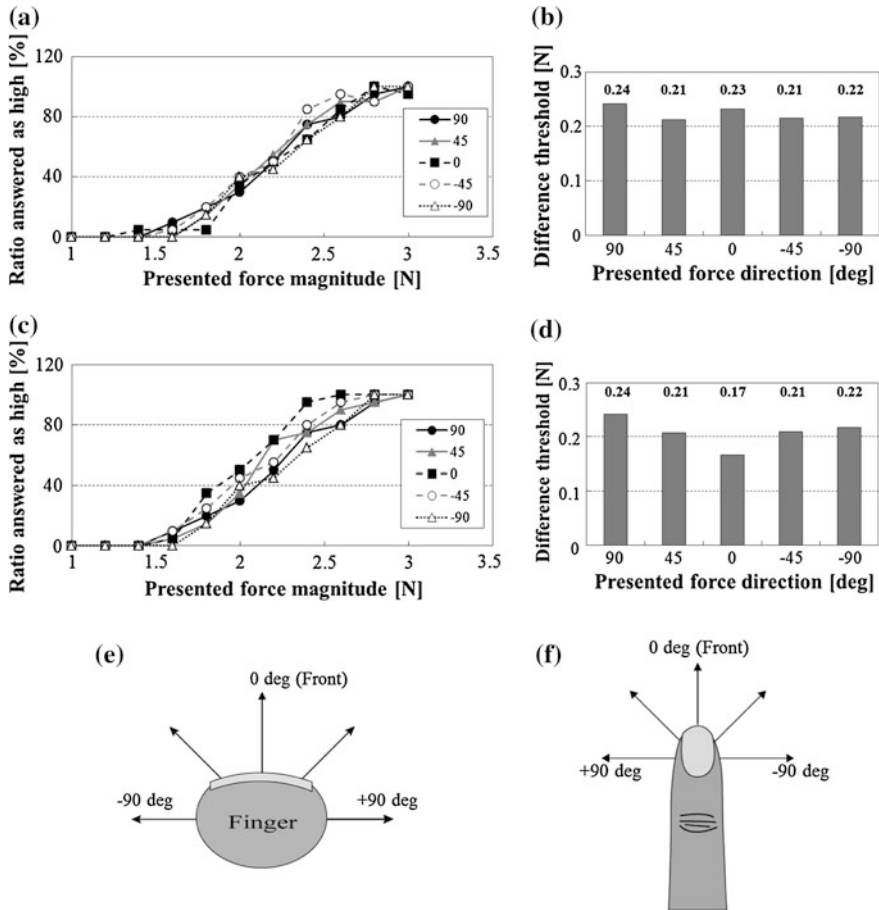 (a)
Ratio answered as high [%]
120
80
40
0
1 1.5 2 2.5 3 3.5
Presented force magnitude [N]
90
45
0
-45
-90
(b)
Difference threshold [N]
0.3
0.2
0.1
0
0.24 0.21 0.23 0.21 0.22
90 45 0 -45 -90
Presented force direction [deg]
(c)
Ratio answered as high [%]
120
80
40
0
1 1.5 2 2.5 3 3.5
Presented force magnitude [N]
90
45
0
-45
-90
(d)
Difference threshold [N]
0.3
0.2
0.1
0
0.24 0.21 0.17 0.21 0.22
90 45 0 -45 -90
Presented force direction [deg]
(e)
0 deg (Front)
-90 deg
+90 deg
Finger
(f)
0 deg (Front)
+90 deg
-90 deg